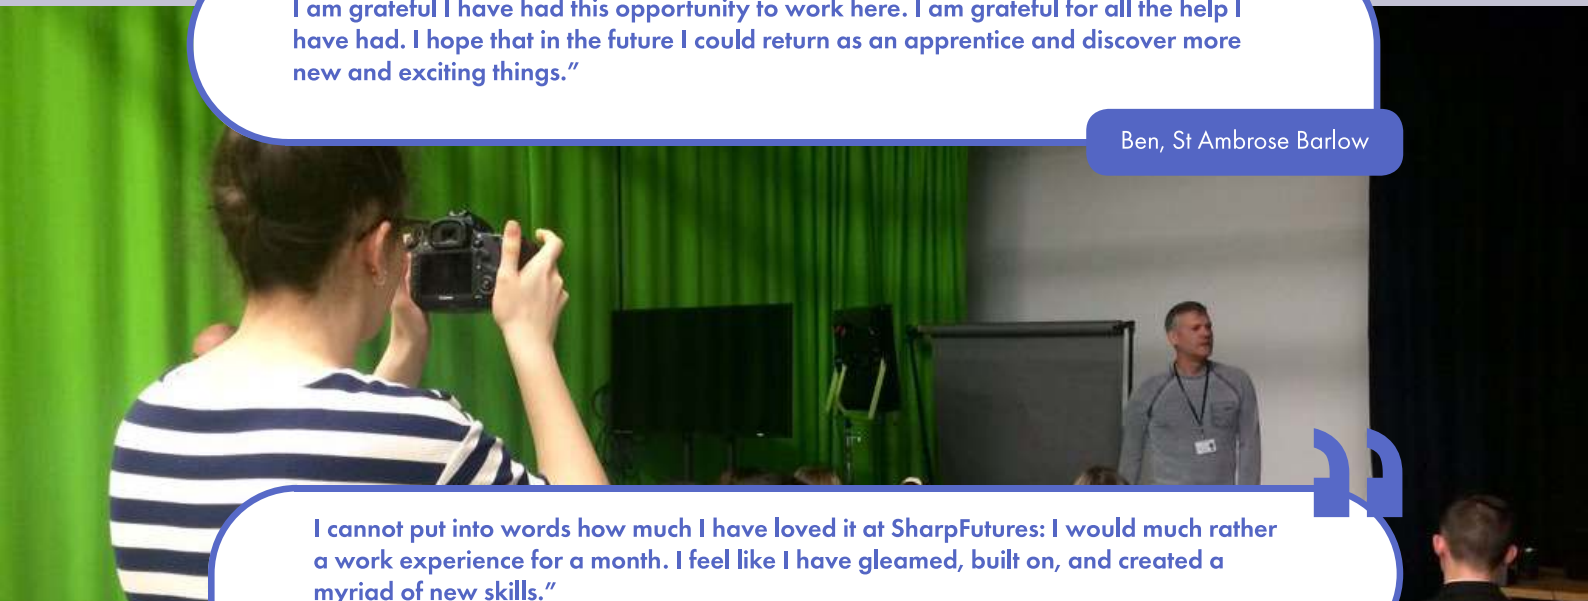 I am grateful I have had this opportunity to work here. I am grateful for all the help I
have had. I hope that in the future I could return as an apprentice and discover more
new and exciting things.”
Ben, St Ambrose Barlow
I cannot put into words how much I have loved it at SharpFutures: I would much rather
a work experience for a month. I feel like I have gleamed, built on, and created a
myriad of new skills.”